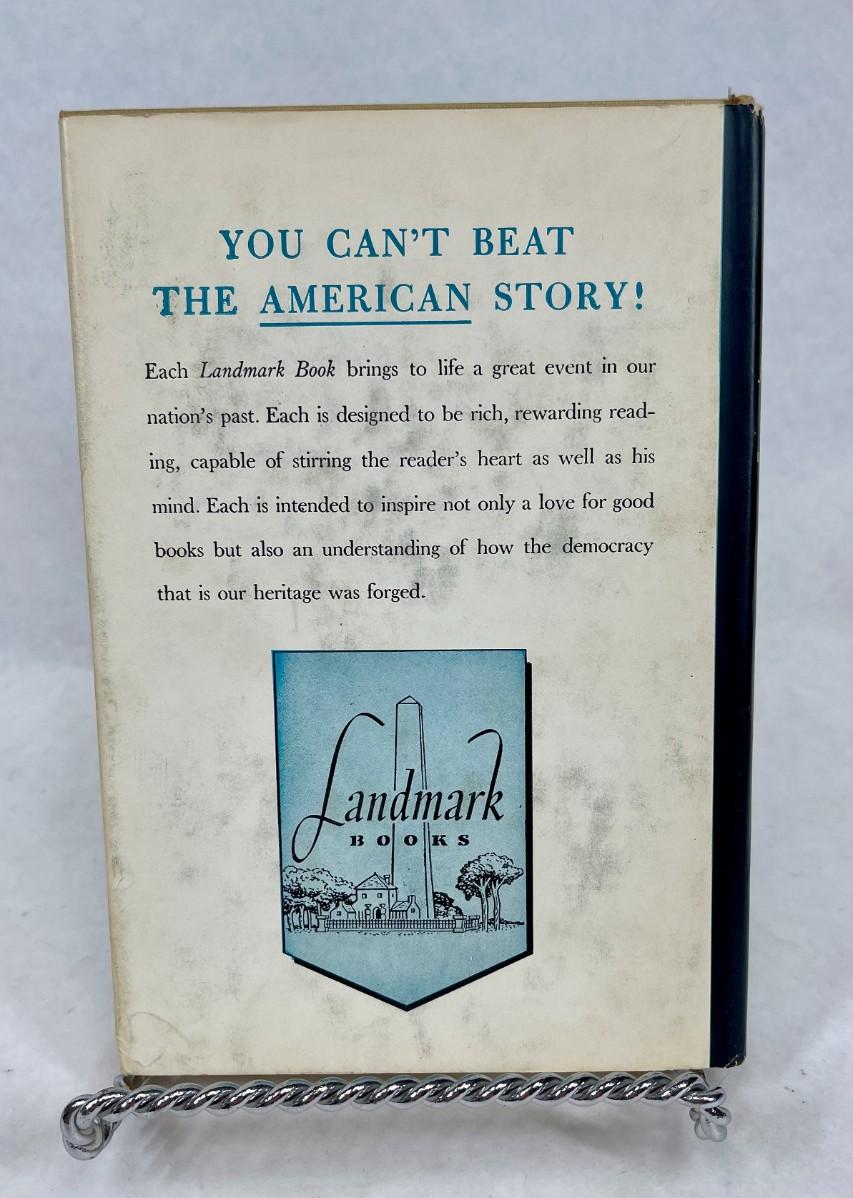 YOU CAN'T BEAT
THE AMERICAN STORY!
Each Landmark Book brings to life a great event in our
nation's past. Each is designed to be rich, rewarding read-
ing, capable of stirring the reader's heart as well as his
mind. Each is intended to inspire not only a love for good
books but also an understanding of how the democracy
that is our heritage was forged.
Landmark
BOOKS